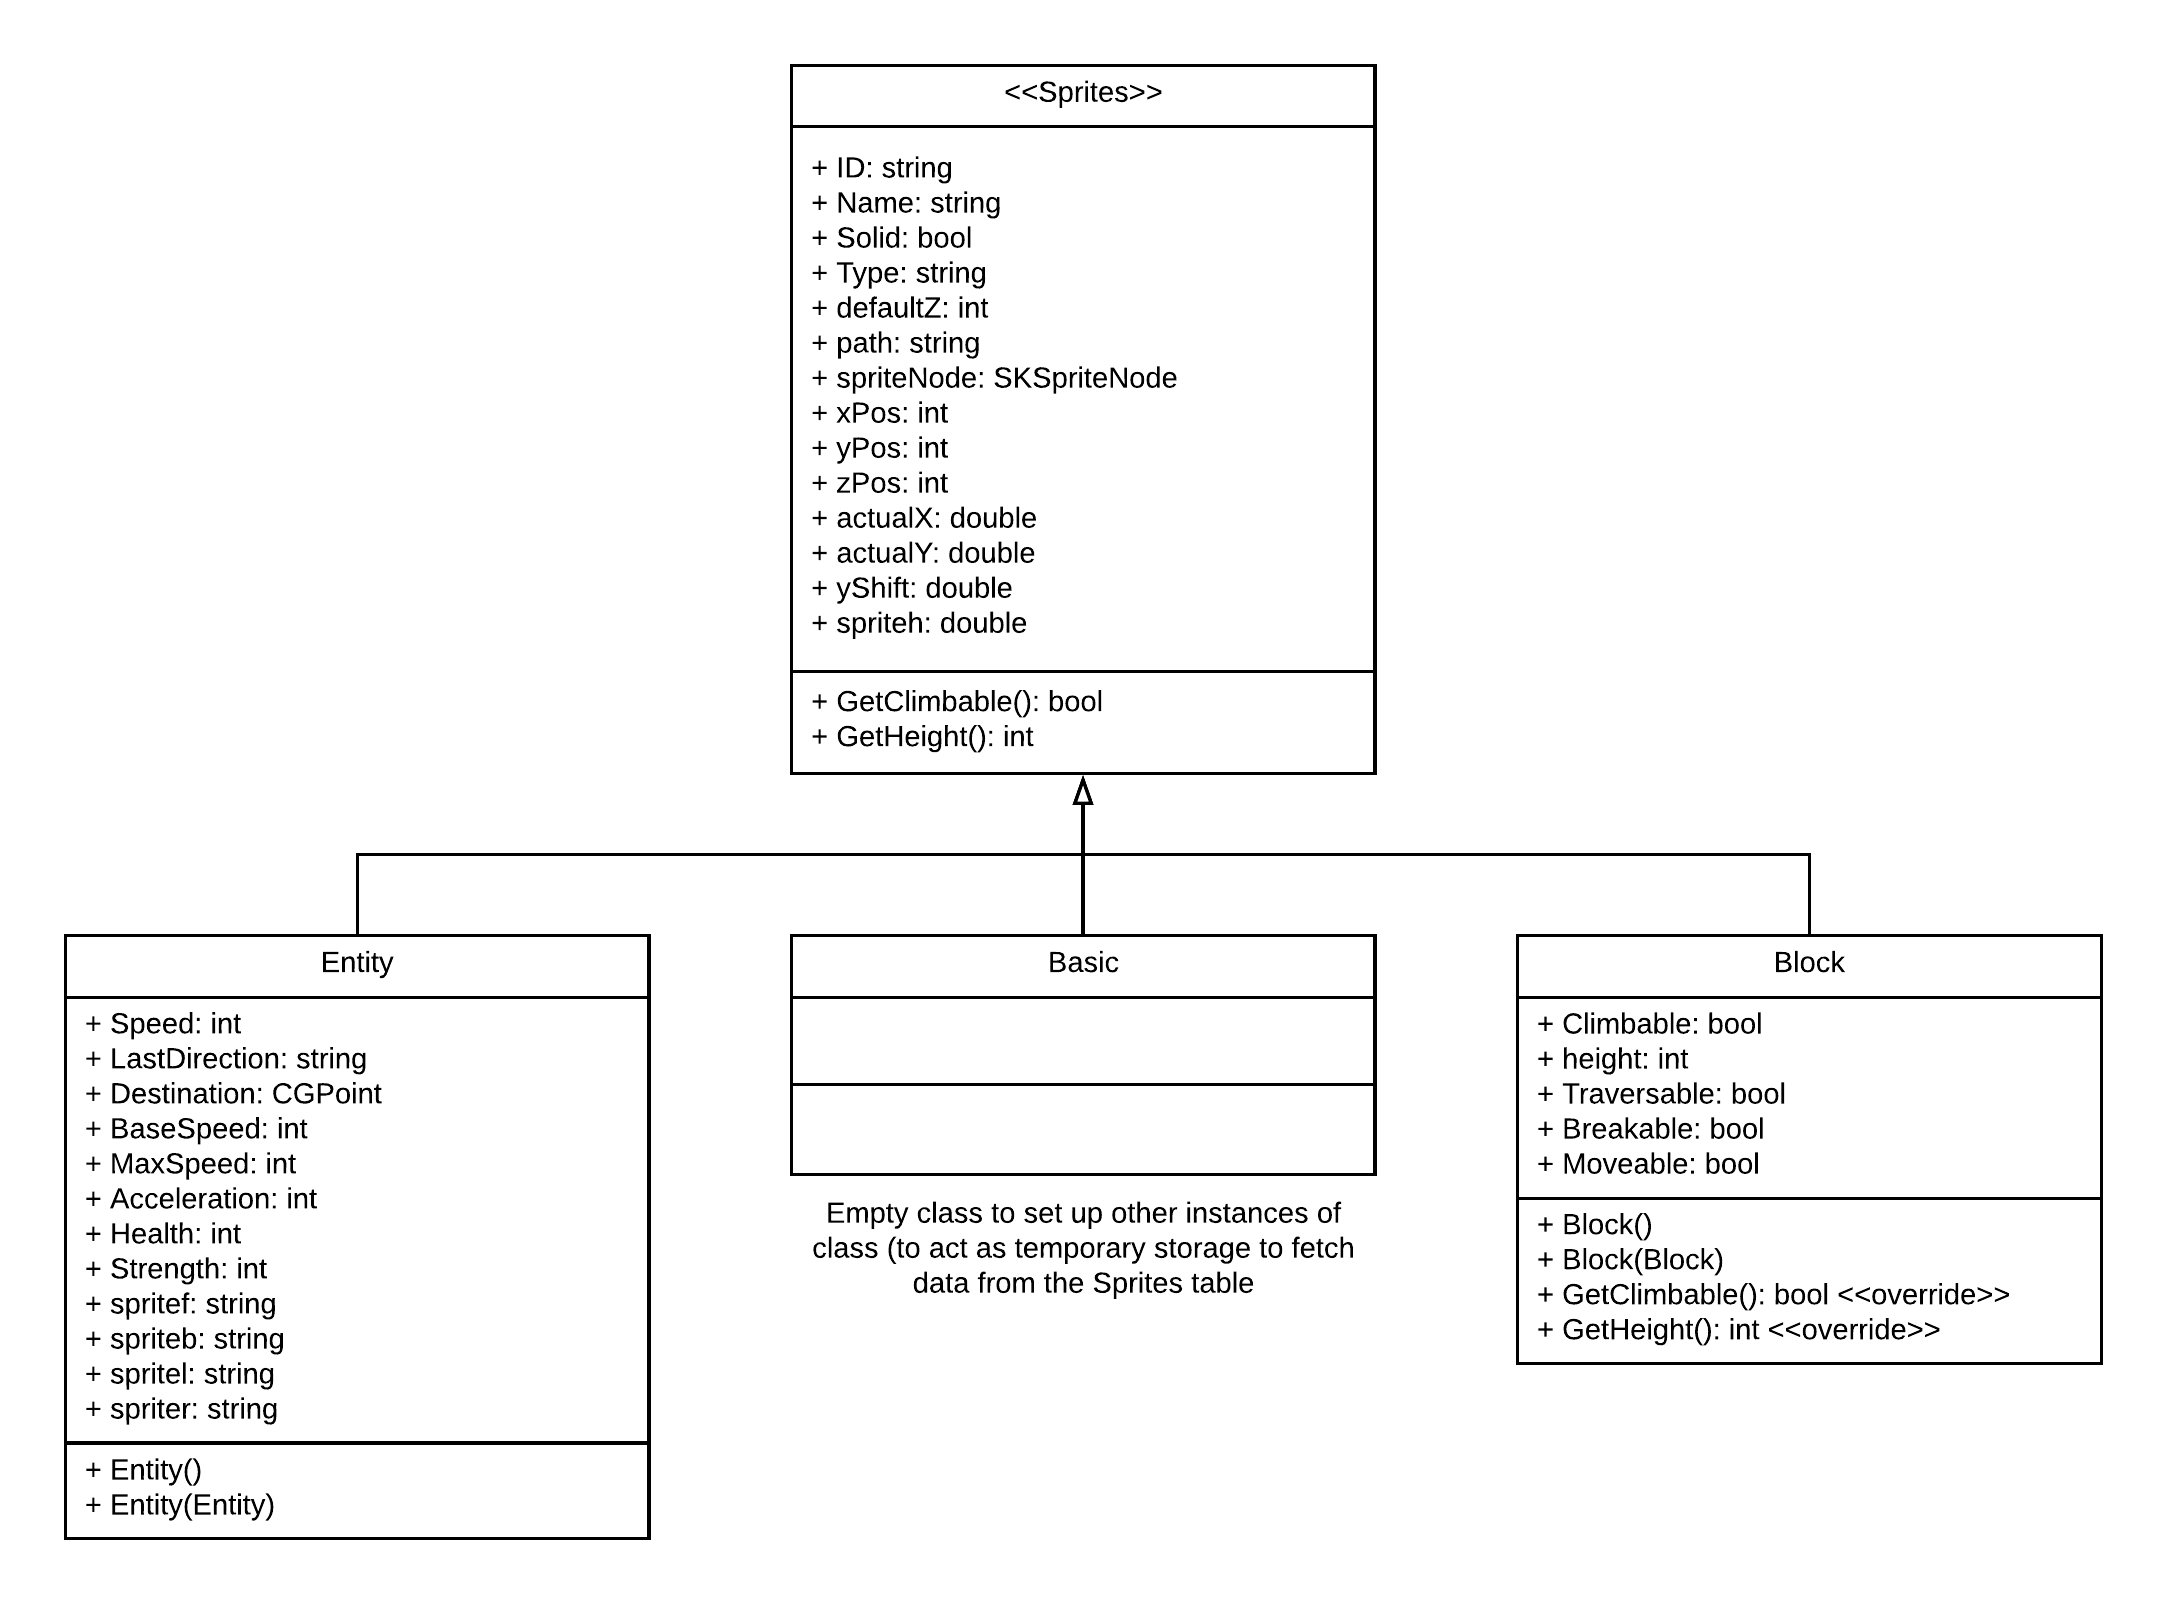 <<Sprites>>
+ ID: string
+ Name: string
+ Solid: bool
+ Type: string
+ defaultZ: int
+ path: string
+ spriteNode: SKSpriteNode
+ xPos: int
+ yPos: int
+ zPos: int
+ actualX: double
+ actualY: double
+ yShift: double
+ spriteh: double
+ GetClimbable(): bool
+ GetHeight(): int
Entity
+ Speed: int
+ LastDirection: string
+ Destination: CGPoint
+ BaseSpeed: int
+ MaxSpeed: int
+ Acceleration: int
+ Health: int
+ Strength: int
+ spritef: string
+ spriteb: string
+ spritel: string
+ spriter: string
+ Entity()
+ Entity(Entity)
Basic
Empty class to set up other instances of
class (to act as temporary storage to fetch
data from the Sprites table
Block
+ Climbable: bool
+ height: int
+ Traversable: bool
+ Breakable: bool
+ Moveable: bool
+ Block()
+ Block(Block)
+ GetClimbable(): bool <<override>>
+ GetHeight(): int <<override>>